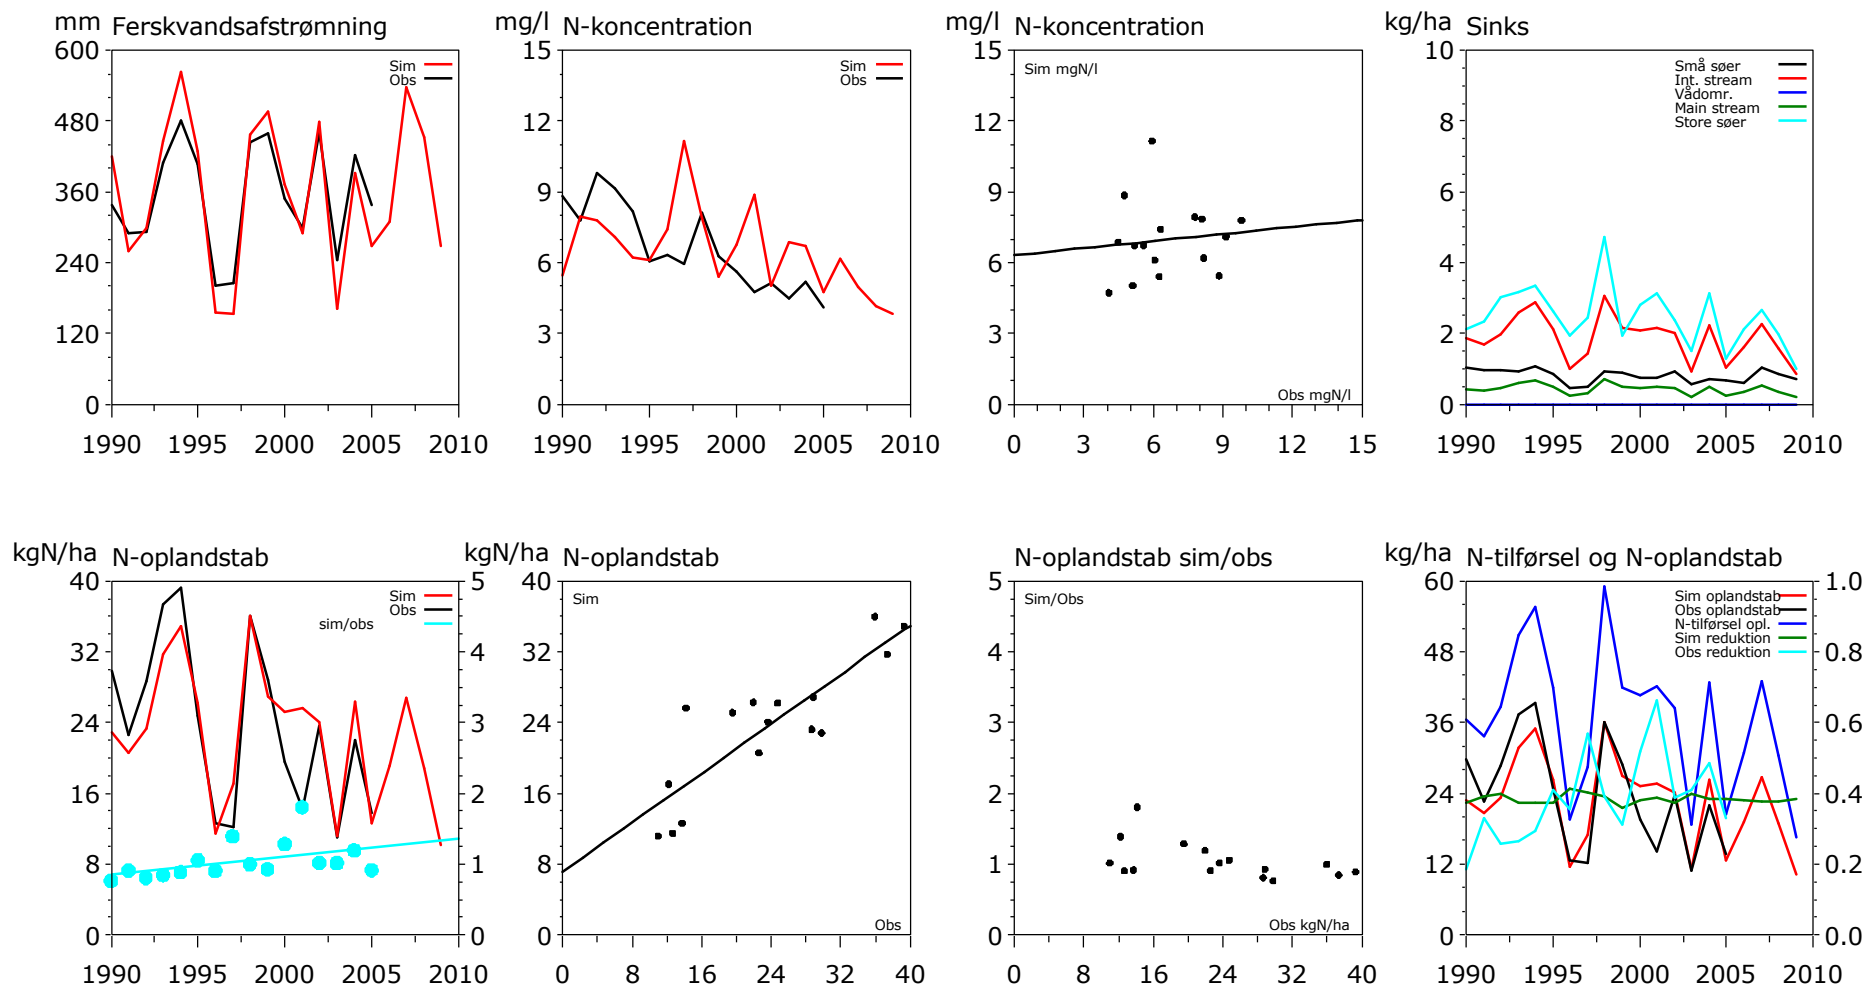 mm Ferskvandsafstrømning
600
480
360
240
120
0
Sim
Obs
1990 1995 2000 2005 2010
mg/l N-koncentration
15
12
9
6
3
0
Sim
Obs
1990 1995 2000 2005 2010
mg/l N-koncentration
15
12
9
6
3
0
Sim mgN/l
Obs mgN/l
0 3 6 9 12 15
kg/ha Sinks
10
8
6
4
2
0
Små søer
Int. stream
Vådomr.
Main stream
Store søer
1990 1995 2000 2005 2010
kgN/ha N-oplandstab
40
32
24
16
8
0
Sim
Obs
sim/obs
5
4
3
2
1
0
1990 1995 2000 2005 2010
kgN/ha N-oplandstab
40
32
24
16
8
0
Sim
Obs
0 8 16 24 32 40
N-oplandstab sim/obs
5
4
3
2
1
0
Sim/Obs
Obs kgN/ha
0 8 16 24 32 40
kg/ha N-tilførsel og N-oplandstab
60
48
36
24
12
0
Sim oplandstab
Obs oplandstab
N-tilførsel opl.
Sim reduktion
Obs reduktion
1.0
0.8
0.6
0.4
0.2
0.0
1990 1995 2000 2005 2010